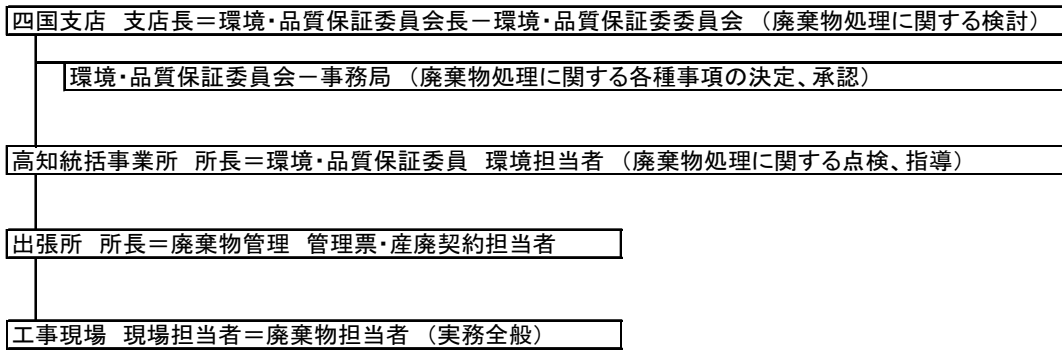 四国支店　支店長＝環境・品質保証委員会長－環境・品質保証委委員会　（廃棄物処理に関する検討）
環境・品質保証委員会－事務局　（廃棄物処理に関する各種事項の決定、承認）
高知統括事業所　所長＝環境・品質保証委員　環境担当者　（廃棄物処理に関する点検、指導）
出張所　所長＝廃棄物管理　管理票・産廃契約担当者
工事現場　現場担当者＝廃棄物担当者　（実務全般）